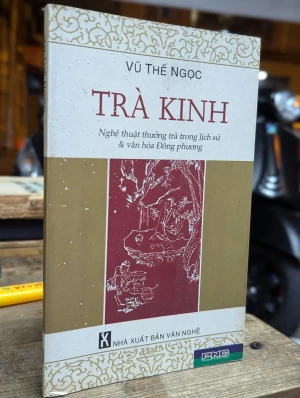 VŨ THẾ NGỌC
TRÀ KINH
Nghệ thuật thưởng trà trong lịch sử
& văn hóa Đông phương
NHÀ XUẤT BẢN VĂN NGHỆ
PNC